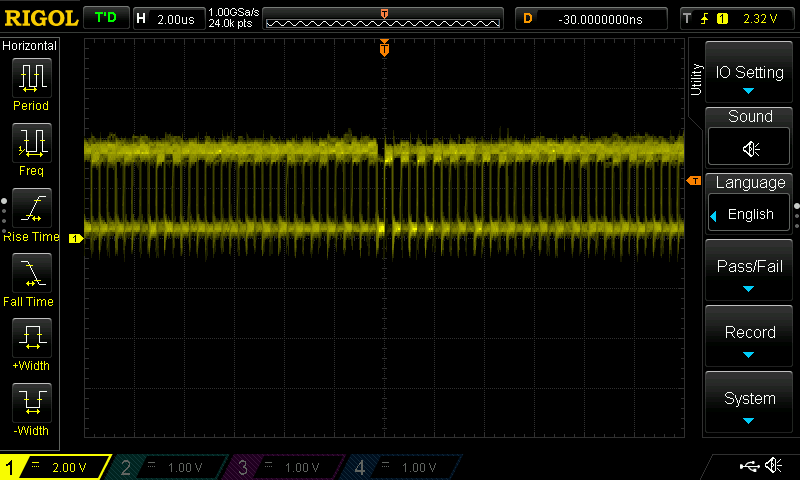 RIGOL T'D H 2.00us 1.00GSa/s 24.0k pts T D -30.0000000ns T 1 2.32 V
Horizontal
Period
Freq
Rise Time
Fall Time
+Width
-Width
T
T
1
Utility
IO Setting
Sound
Language
English
Pass/Fail
Record
System
1 2.00 V 2 1.00 V 3 1.00 V 4 1.00 V